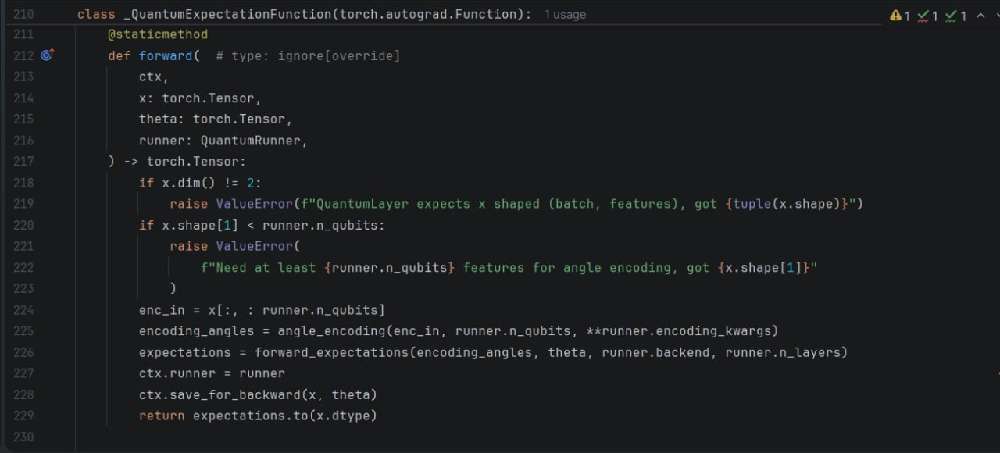 210 class _QuantumExpectationFunction(torch.autograd.Function): 1 usage 1 1 1
211 @staticmethod
212 def forward( # type: ignore[override]
213 ctx,
214 x: torch.Tensor,
215 theta: torch.Tensor,
216 runner: QuantumRunner,
217 ) -> torch.Tensor:
218 if x.dim() != 2:
219 raise ValueError(f"QuantumLayer expects x shaped (batch, features), got {tuple(x.shape)}")
220 if x.shape[1] < runner.n_qubits:
221 raise ValueError(
222 f"Need at least {runner.n_qubits} features for angle encoding, got {x.shape[1]}"
223 )
224 enc_in = x[:, : runner.n_qubits]
225 encoding_angles = angle_encoding(enc_in, runner.n_qubits, **runner.encoding_kwargs)
226 expectations = forward_expectations(encoding_angles, theta, runner.backend, runner.n_layers)
227 ctx.runner = runner
228 ctx.save_for_backward(x, theta)
229 return expectations.to(x.dtype)
230